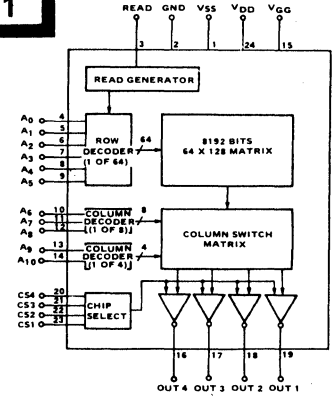 1
READ GND VSS VDD VGG
3 2 1 24 15
READ GENERATOR
A0 4
A1 5
A2 6
A3 7
A4 8
A5 9
ROW
DECODER
(1 OF 64)
64
8192 BITS
64 X 128 MATRIX
A6 10
A7 11
A8 12
COLUMN
DECODER
(1 OF 8)
8
A9 13
A10 14
COLUMN
DECODER
(1 OF 4)
4
COLUMN SWITCH
MATRIX
CS4 20
CS3 21
CS2 22
CS1 23
CHIP
SELECT
16 17 18 19
OUT 4 OUT 3 OUT 2 OUT 1